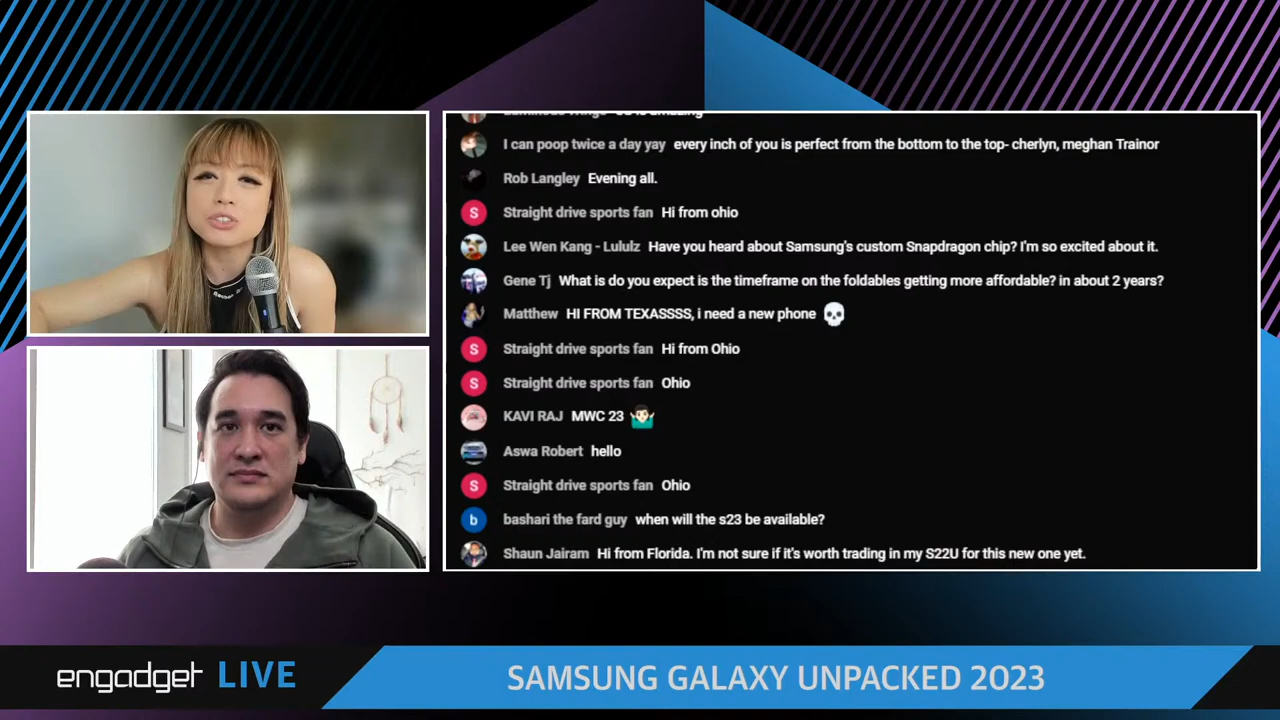 I can poop twice a day yay every inch of you is perfect from the bottom to the top- cherlyn, meghan Trainor
Rob Langley Evening all.
S Straight drive sports fan Hi from ohio
Lee Wen Kang - Lululz Have you heard about Samsung's custom Snapdragon chip? I'm so excited about it.
Gene Tj What is do you expect is the timeframe on the foldables getting more affordable? in about 2 years?
Matthew HI FROM TEXASSSS, i need a new phone 💀
S Straight drive sports fan Hi from Ohio
S Straight drive sports fan Ohio
KAVI RAJ MWC 23 🤷🏻‍♂️
Aswa Robert hello
S Straight drive sports fan Ohio
b bashari the fard guy when will the s23 be available?
Shaun Jairam Hi from Florida. I'm not sure if it's worth trading in my S22U for this new one yet.
engadget LIVE
SAMSUNG GALAXY UNPACKED 2023